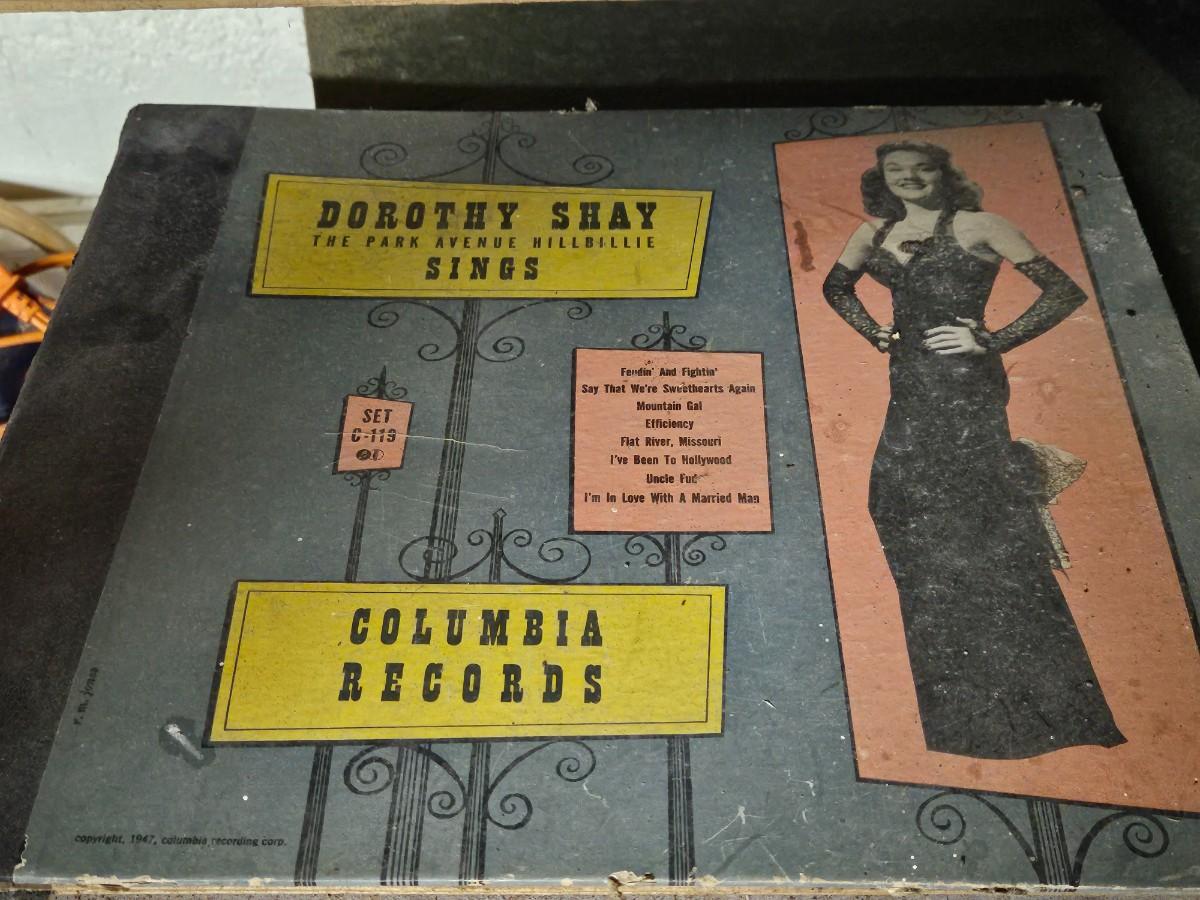 DOROTHY SHAY
THE PARK AVENUE HILLBILLIE
SINGS
SET
C-119
Feudin' And Fightin'
Say That We're Sweethearts Again
Mountain Gal
Efficiency
Flat River, Missouri
I've Been To Hollywood
Uncle Fud
I'm In Love With A Married Man
COLUMBIA
RECORDS
r. m. jones
copyright, 1947, columbia recording corp.